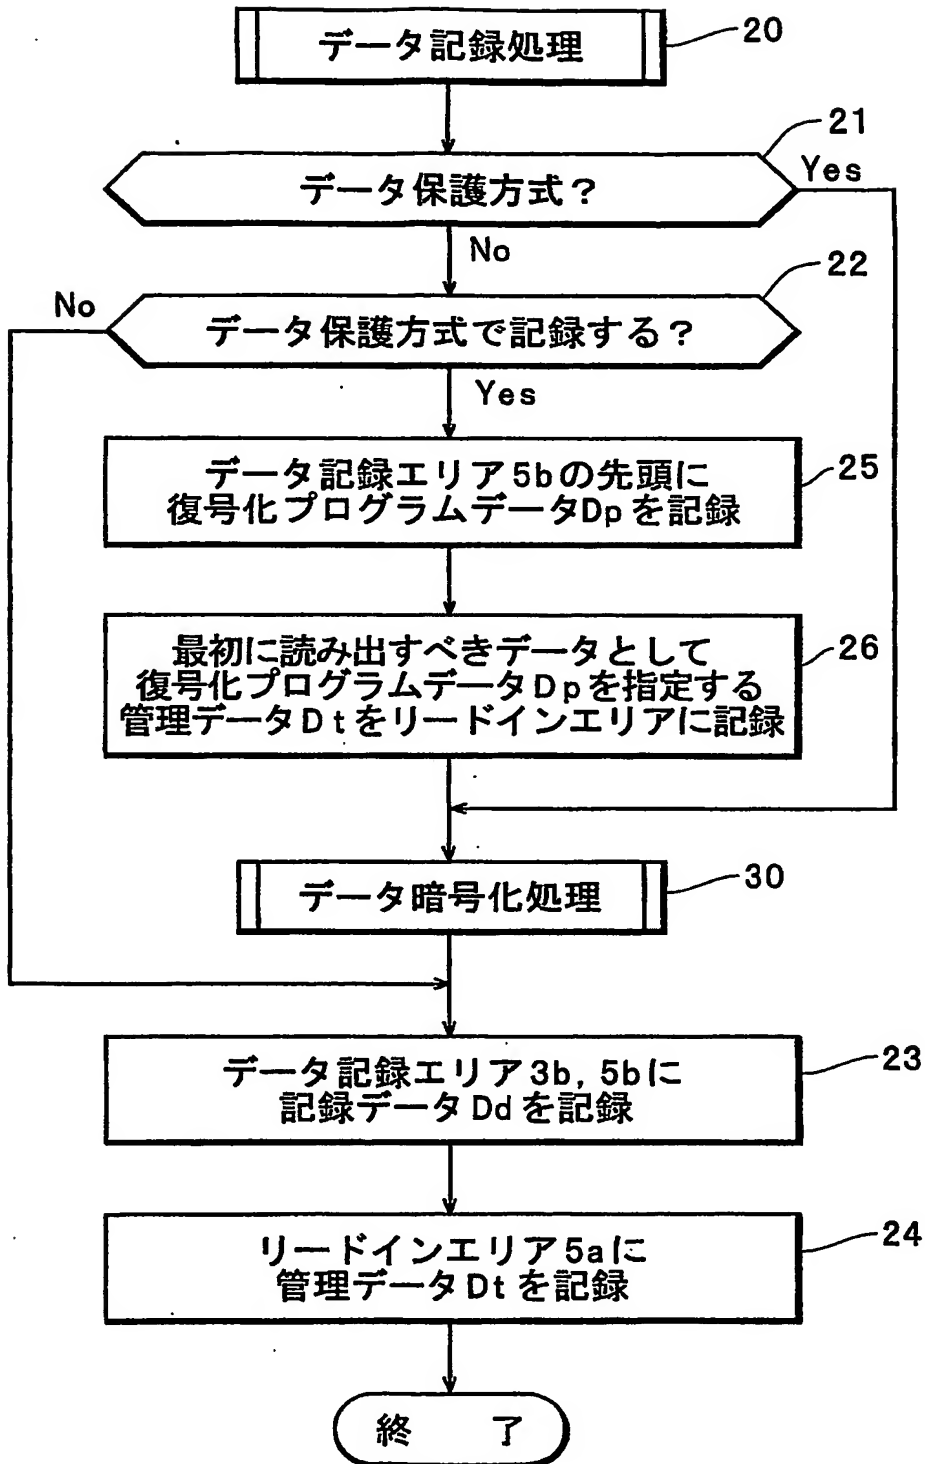 データ記録処理
20
21
データ保護方式?
Yes
No
22
No
データ保護方式で記録する?
Yes
25
データ記録エリア5bの先頭に
復号化プログラムデータDpを記録
26
最初に読み出すべきデータとして
復号化プログラムデータDpを指定する
管理データDtをリードインエリアに記録
データ暗号化処理
30
23
データ記録エリア3b, 5bに
記録データDdを記録
24
リードインエリア5aに
管理データDtを記録
終 了